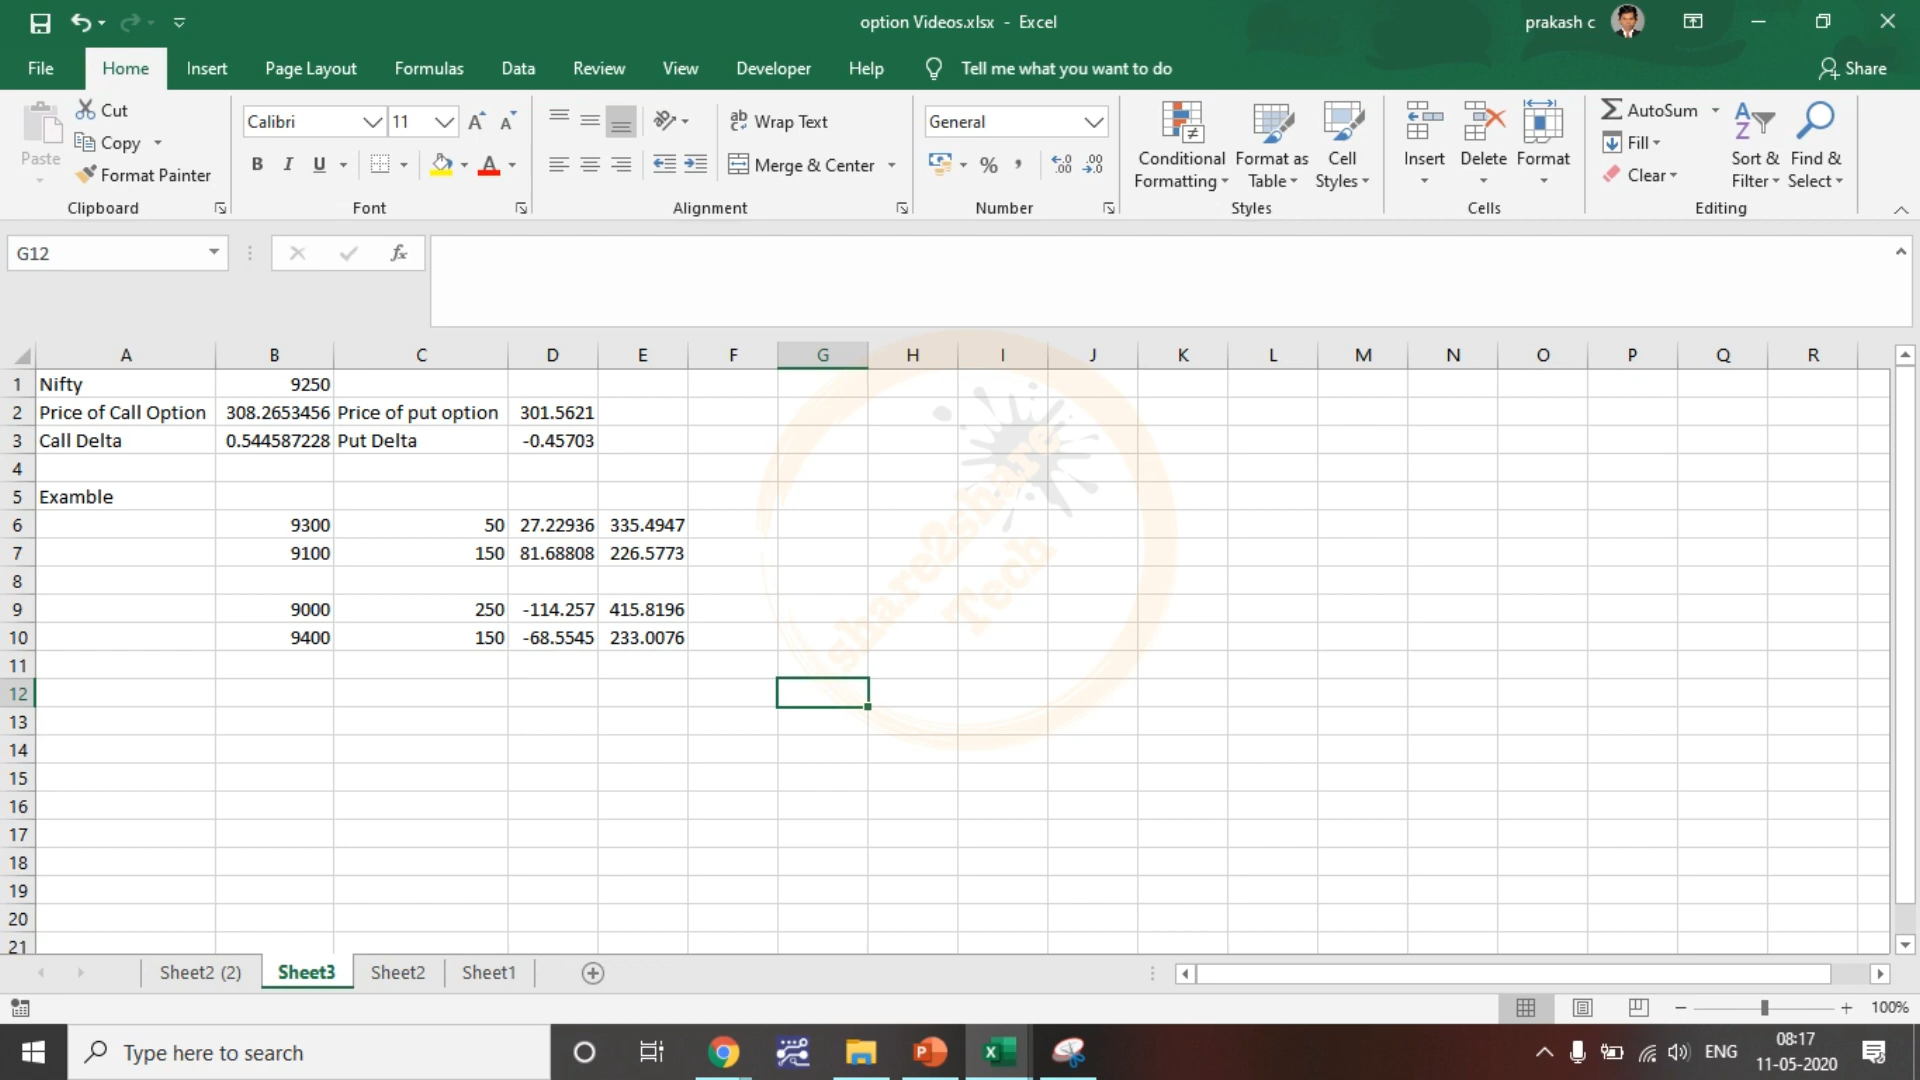 option Videos.xlsx - Excel
prakash c
File Home Insert Page Layout Formulas Data Review View Developer Help Tell me what you want to do Share
Paste
Cut
Copy
Format Painter
Clipboard
Calibri 11
B I U
Font
Wrap Text
Merge & Center
Alignment
General
Number
Conditional Formatting
Format as Table
Cell Styles
Styles
Insert Delete Format
Cells
AutoSum
Fill
Clear
Sort & Filter
Find & Select
Editing
G12
fx
A B C D E F G H I J K L M N O P Q R
1 Nifty 9250
2 Price of Call Option 308.2653456 Price of put option 301.5621
3 Call Delta 0.544587228 Put Delta -0.45703
4
5 Examble
6 9300 50 27.22936 335.4947
7 9100 150 81.68808 226.5773
8
9 9000 250 -114.257 415.8196
10 9400 150 -68.5545 233.0076
11
12
13
14
15
16
17
18
19
20
21
share2share
Tech
Sheet2 (2) Sheet3 Sheet2 Sheet1
100%
Type here to search
ENG
08:17
11-05-2020